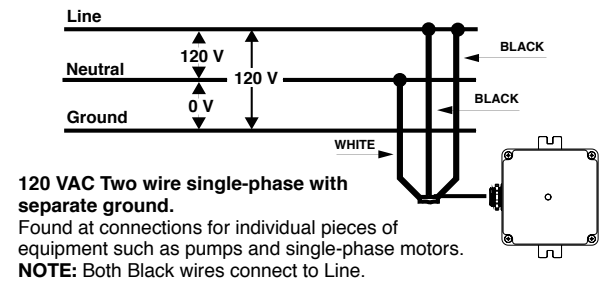 Line
BLACK
120 V
Neutral
120 V
0 V
BLACK
Ground
WHITE
120 VAC Two wire single-phase with
separate ground.
Found at connections for individual pieces of
equipment such as pumps and single-phase motors.
NOTE: Both Black wires connect to Line.